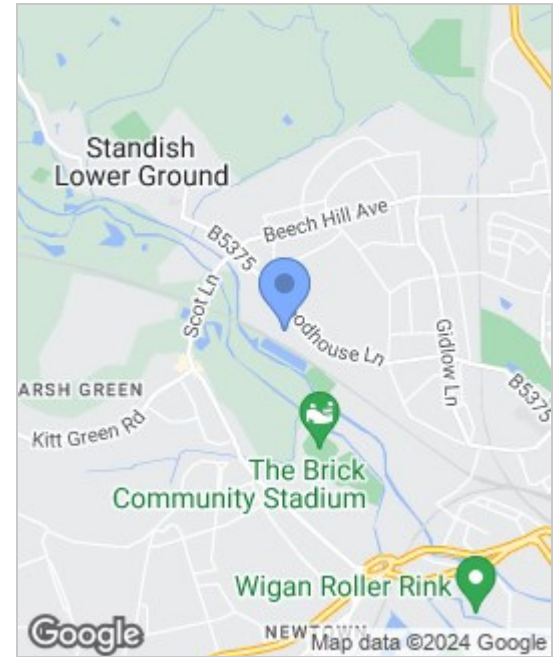 Standish
Lower Ground
Beech Hill Ave
B5375
Scot Ln
odhouse Ln
Gidlow Ln
B5375
ARSH GREEN
Kitt Green Rd
The Brick
Community Stadium
Wigan Roller Rink
NEWTOWN
Google
Map data ©2024 Google